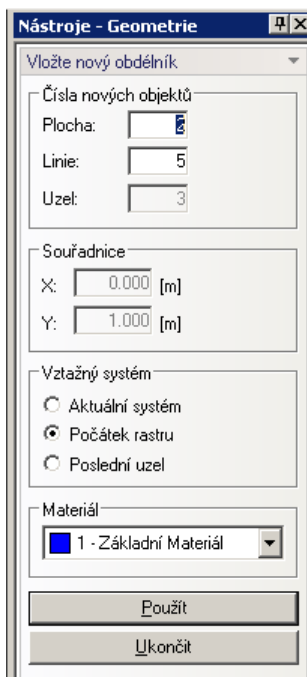 Nástroje - Geometrie
Vložte nový obdélník
Čísla nových objektů
Plocha: 2
Linie: 5
Uzel: 3
Souřadnice
X: 0.000 [m]
Y: 1.000 [m]
Vztažný systém
Aktuální systém
Počátek rastru
Poslední uzel
Materiál
1 - Základní Materiál
Použít
Ukončit